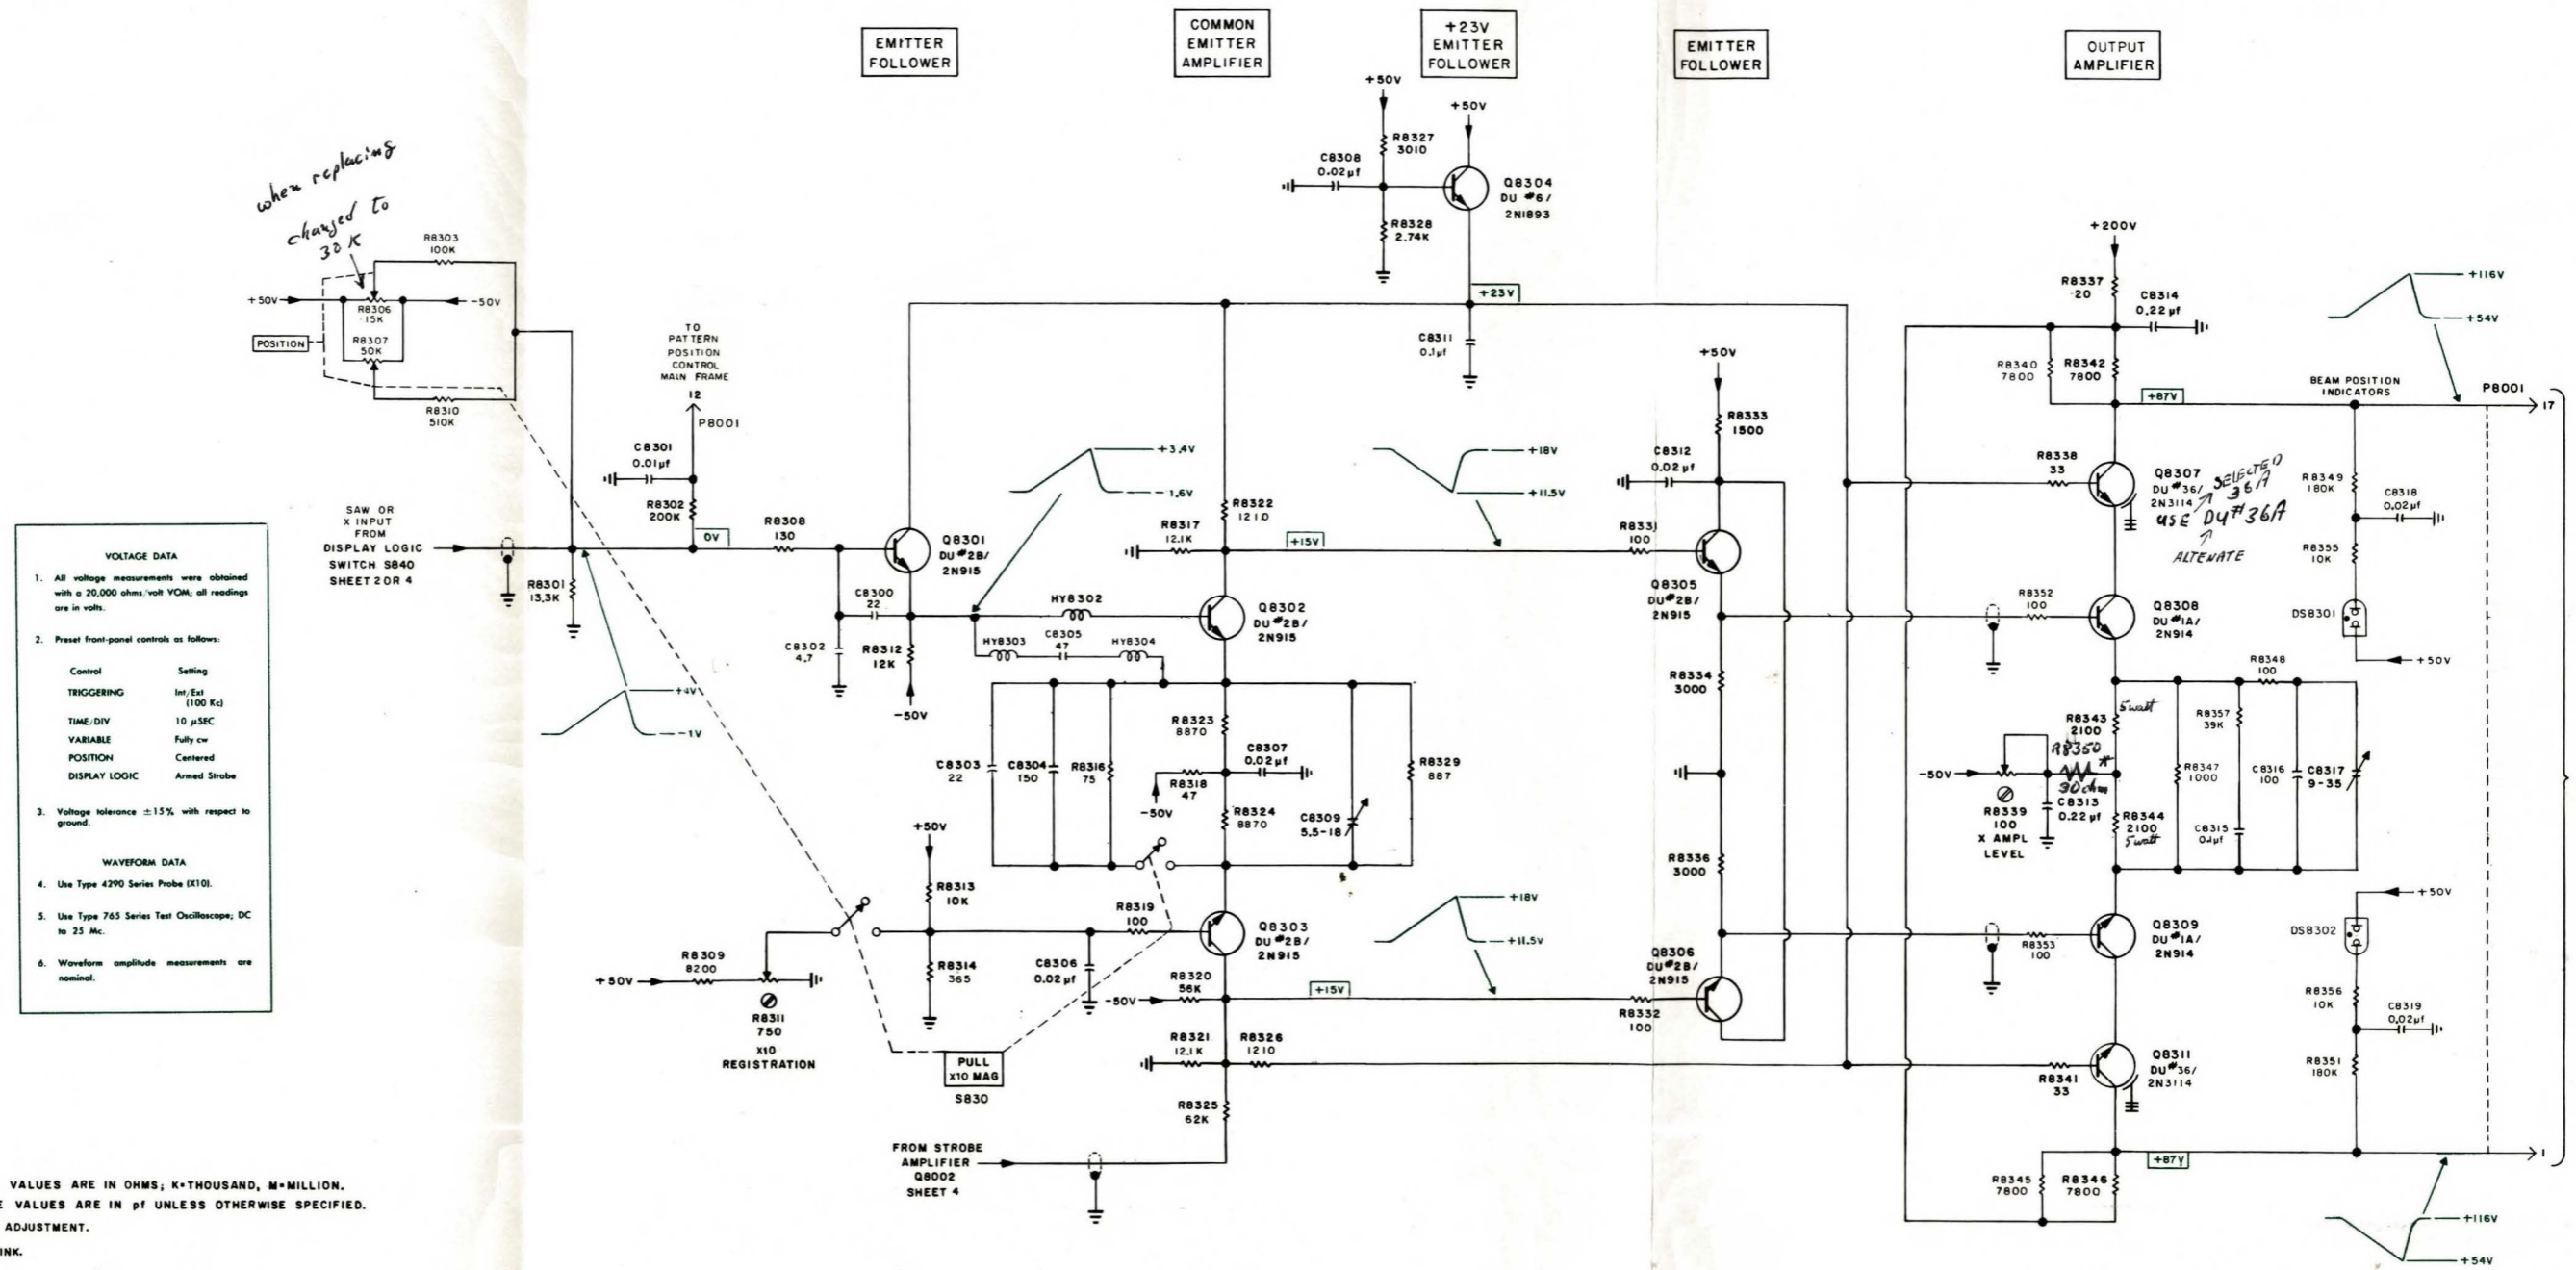 EMITTER
FOLLOWER
COMMON
EMITTER
AMPLIFIER
+23V
EMITTER
FOLLOWER
EMITTER
FOLLOWER
OUTPUT
AMPLIFIER
when replacing
changed to
30 K
R8303
100K
+50V
-50V
R8306
15K
R8307
50K
POSITION
R8310
510K
TO
PATTERN
POSITION
CONTROL
MAIN FRAME
12
P8001
C8301
0.01µf
R8302
200K
0V
SAW OR
X INPUT
FROM
DISPLAY LOGIC
SWITCH S840
SHEET 2 OR 4
R8301
13.3K
+4V
-1V
R8308
130
Q8301
DU #2B/
2N915
C8300
22
C8302
4.7
R8312
12K
-50V
+3.4V
-1.6V
HY8302
HY8303
C8305
47
HY8304
+50V
R8327
3010
C8308
0.02µf
R8328
2.74K
+50V
Q8304
DU #6/
2N1893
+23V
C8311
0.1µf
R8322
1210
R8317
12.1K
+15V
Q8302
DU #2B/
2N915
+18V
+11.5V
C8303
22
C8304
150
R8316
75
R8323
8870
C8307
0.02µf
R8318
47
-50V
R8324
8870
C8309
5.5-18
R8329
887
+50V
R8313
10K
R8319
100
Q8303
DU #2B/
2N915
R8314
365
C8306
0.02µf
+50V
R8309
8200
R8311
750
X10
REGISTRATION
PULL
X10 MAG
S830
-50V
R8320
56K
+15V
+18V
+11.5V
R8321
12.1K
R8326
1210
R8325
62K
FROM STROBE
AMPLIFIER
Q8002
SHEET 4
+50V
R8333
1500
C8312
0.02µf
R8331
100
Q8305
DU #2B/
2N915
R8334
3000
R8336
3000
Q8306
DU #2B/
2N915
R8332
100
+200V
R8337
20
C8314
0.22µf
R8340
7800
R8342
7800
+87V
+116V
+54V
BEAM POSITION
INDICATORS
P8001
17
R8338
33
Q8307
DU #36/
2N3114
SELECTED
36A
USE DU#36A
ALTENATE
R8349
180K
C8318
0.02µf
R8355
10K
DS8301
+50V
R8352
100
Q8308
DU #1A/
2N914
R8348
100
5 watt
R8343
2100
R8357
39K
R8350*
30 ohm
-50V
R8339
100
X AMPL
LEVEL
C8313
0.22µf
R8344
2100
5 watt
R8347
1000
C8315
0.1µf
C8316
100
C8317
9-35
+50V
DS8302
Q8309
DU #1A/
2N914
R8353
100
R8356
10K
C8319
0.02µf
R8351
180K
R8341
33
Q8311
DU #36/
2N3114
+87V
1
R8345
7800
R8346
7800
+116V
+54V
VOLTAGE DATA
1. All voltage measurements were obtained
with a 20,000 ohms/volt VOM; all readings
are in volts.
2. Preset front-panel controls as follows:
Control Setting
TRIGGERING Int/Ext
(100 Kc)
TIME/DIV 10 µSEC
VARIABLE Fully cw
POSITION Centered
DISPLAY LOGIC Armed Strobe
3. Voltage tolerance ±15% with respect to
ground.
WAVEFORM DATA
4. Use Type 4290 Series Probe (X10).
5. Use Type 765 Series Test Oscilloscope; DC
to 25 Mc.
6. Waveform amplitude measurements are
nominal.
VALUES ARE IN OHMS; K=THOUSAND, M=MILLION.
E VALUES ARE IN pf UNLESS OTHERWISE SPECIFIED.
ADJUSTMENT.
INK.